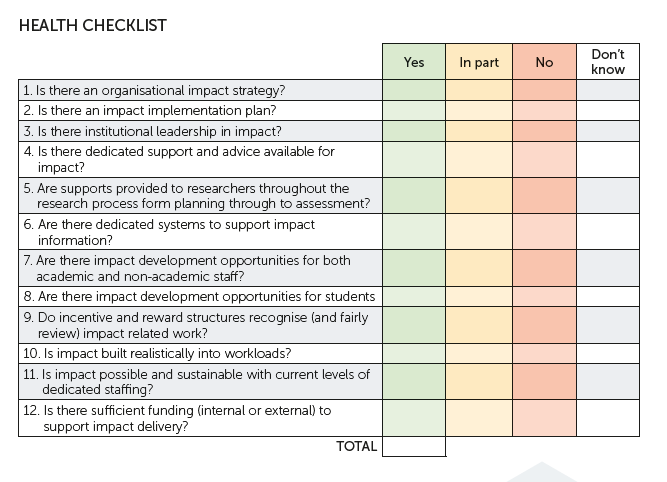 HEALTH CHECKLIST
Yes
In part
No
Don't
know
1. Is there an organisational impact strategy?
2. Is there an impact implementation plan?
3. Is there institutional leadership in impact?
4. Is there dedicated support and advice available for
impact?
5. Are supports provided to researchers throughout the
research process form planning through to assessment?
6. Are there dedicated systems to support impact
information?
7. Are there impact development opportunities for both
academic and non-academic staff?
8. Are there impact development opportunities for students
9. Do incentive and reward structures recognise (and fairly
review) impact related work?
10. Is impact built realistically into workloads?
11. Is impact possible and sustainable with current levels of
dedicated staffing?
12. Is there sufficient funding (internal or external) to
support impact delivery?
TOTAL